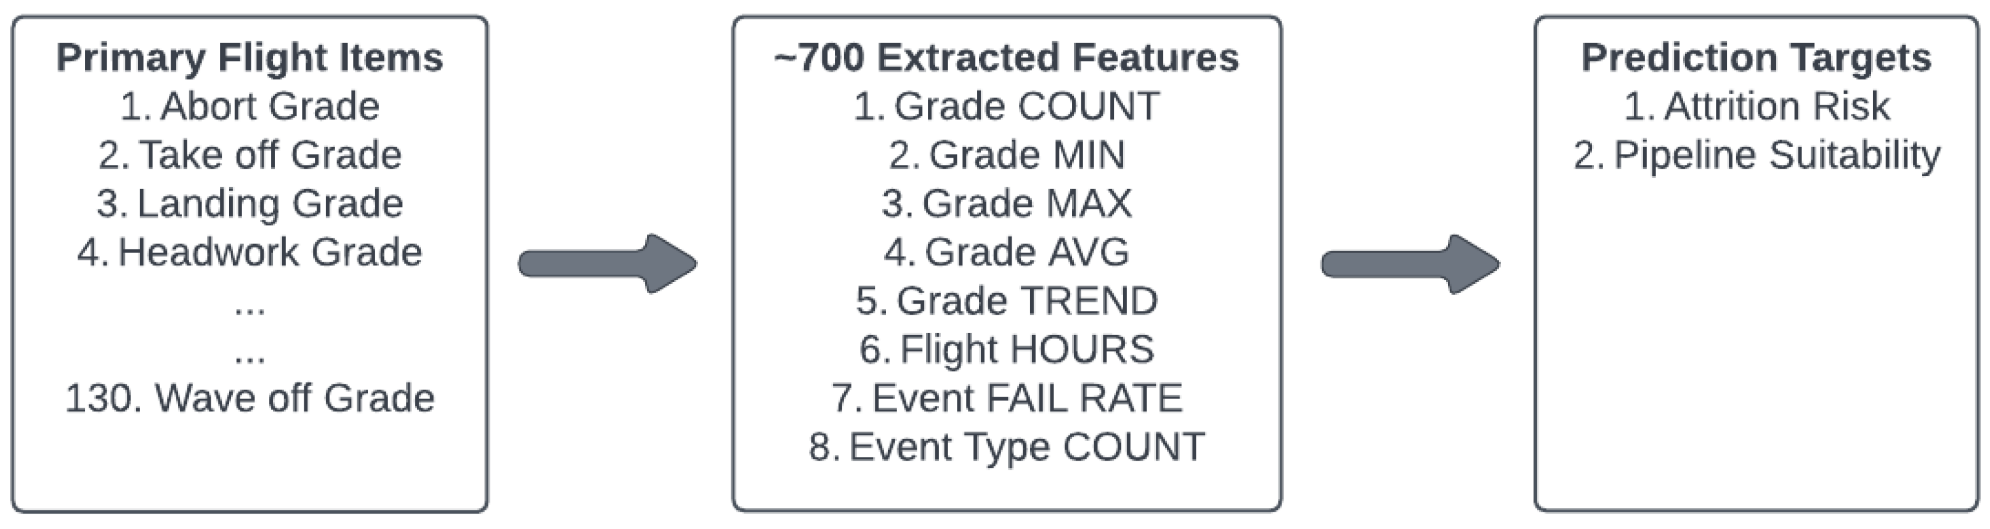 Primary Flight Items
1. Abort Grade
2. Take off Grade
3. Landing Grade
4. Headwork Grade
...
...
130. Wave off Grade
~700 Extracted Features
1. Grade COUNT
2. Grade MIN
3. Grade MAX
4. Grade AVG
5. Grade TREND
6. Flight HOURS
7. Event FAIL RATE
8. Event Type COUNT
Prediction Targets
1. Attrition Risk
2. Pipeline Suitability